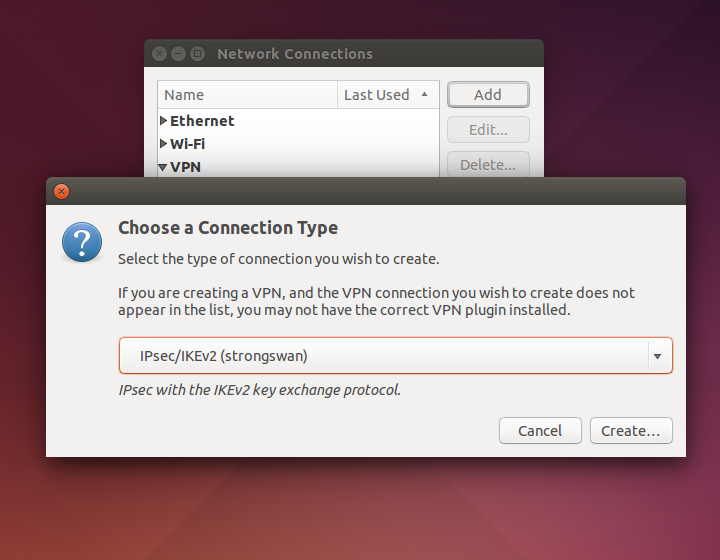 Network Connections
Name Last Used Add
Ethernet Edit...
Wi-Fi
VPN Delete...
Choose a Connection Type
Select the type of connection you wish to create.
If you are creating a VPN, and the VPN connection you wish to create does not
appear in the list, you may not have the correct VPN plugin installed.
IPsec/IKEv2 (strongswan)
IPsec with the IKEv2 key exchange protocol.
Cancel Create...